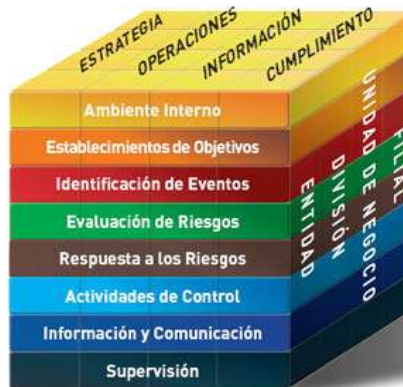 ESTRATEGIA
OPERACIONES
INFORMACIÓN
CUMPLIMIENTO
Ambiente Interno
Establecimientos de Objetivos
Identificación de Eventos
Evaluación de Riesgos
Respuesta a los Riesgos
Actividades de Control
Información y Comunicación
Supervisión
ENTIDAD
DIVISIÓN
UNIDAD DE NEGOCIO
FILIAL